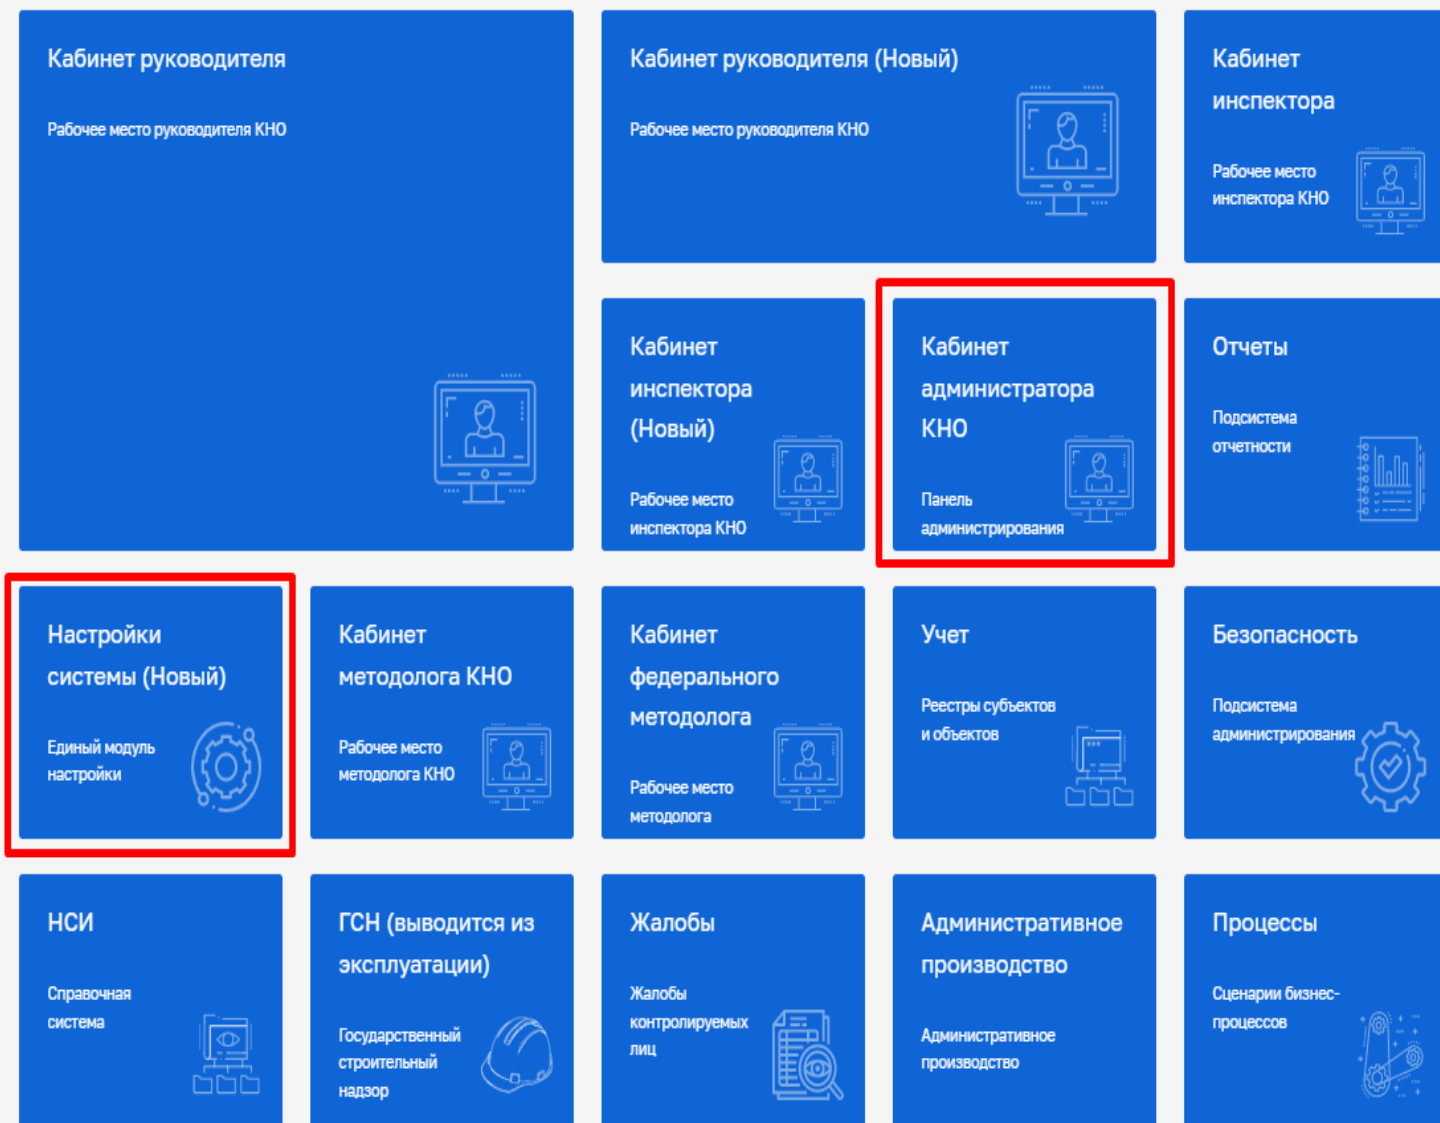 Кабинет руководителя
Рабочее место руководителя КНО
Кабинет руководителя (Новый)
Рабочее место руководителя КНО
Кабинет
инспектора
Рабочее место
инспектора КНО
Кабинет
инспектора
(Новый)
Рабочее место
инспектора КНО
Кабинет
администратора
КНО
Панель
администрирования
Отчеты
Подсистема
отчетности
Настройки
системы (Новый)
Единый модуль
настройки
Кабинет
методолога КНО
Рабочее место
методолога КНО
Кабинет
федерального
методолога
Рабочее место
методолога
Учет
Реестры субъектов
и объектов
Безопасность
Подсистема
администрирования
НСИ
Справочная
система
ГСН (выводится из
эксплуатации)
Государственный
строительный
надзор
Жалобы
Жалобы
контролируемых
лиц
Административное
производство
Административное
производство
Процессы
Сценарии бизнес-
процессов